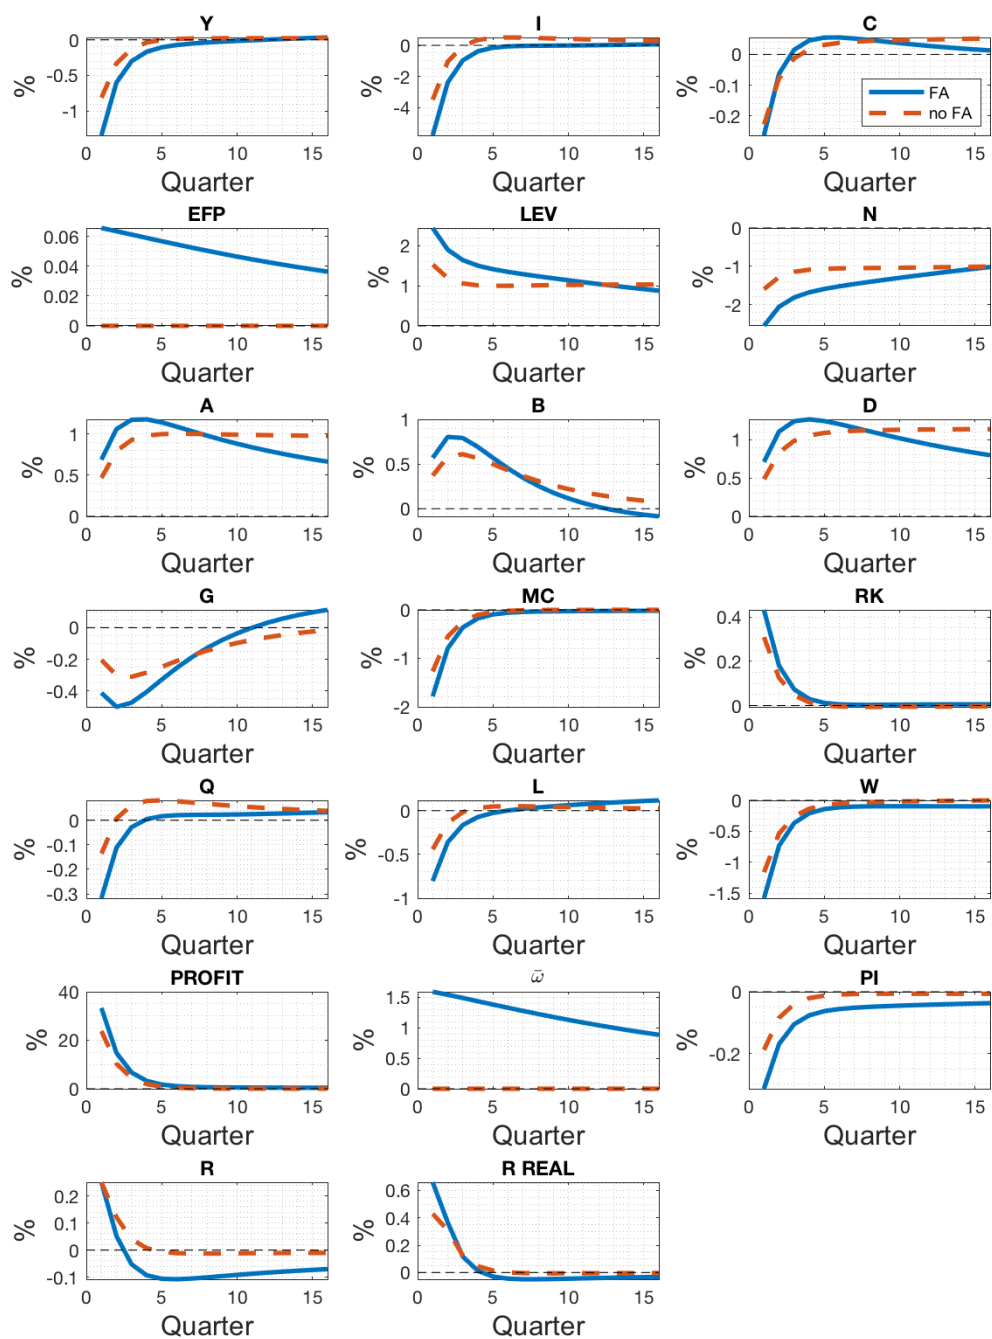 Y I C
0 0 0
-0.5 -2 -0.1
-1 -4 -0.2
% % %
FA
no FA
0 5 10 15 0 5 10 15 0 5 10 15
Quarter Quarter Quarter
EFP LEV N
0.06 2 0
0.04 1 -1
0.02 0 -2
0
% % %
0 5 10 15 0 5 10 15 0 5 10 15
Quarter Quarter Quarter
A B D
1 1 1
0.5 0.5 0.5
0 0 0
% % %
0 5 10 15 0 5 10 15 0 5 10 15
Quarter Quarter Quarter
G MC RK
0 0 0.4
-0.2 -1 0.2
-0.4 -2 0
% % %
0 5 10 15 0 5 10 15 0 5 10 15
Quarter Quarter Quarter
Q L W
0 0 0
-0.1 -0.5 -0.5
-0.2 -1 -1
-0.3 -1.5
% % %
0 5 10 15 0 5 10 15 0 5 10 15
Quarter Quarter Quarter
PROFIT ω̄ PI
40 1.5 0
20 1 -0.2
0 0.5
0
% % %
0 5 10 15 0 5 10 15 0 5 10 15
Quarter Quarter Quarter
R R REAL
0.2 0.6
0.1 0.4
0 0.2
-0.1 0
% %
0 5 10 15 0 5 10 15
Quarter Quarter